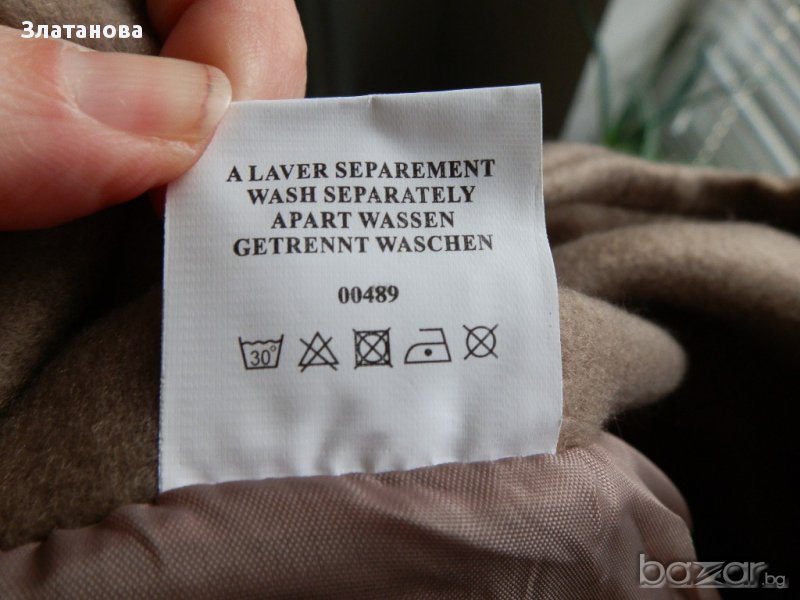 Златанова
A LAVER SEPAREMENT
WASH SEPARATELY
APART WASSEN
GETRENNT WASCHEN
00489
30°
bazar.bg